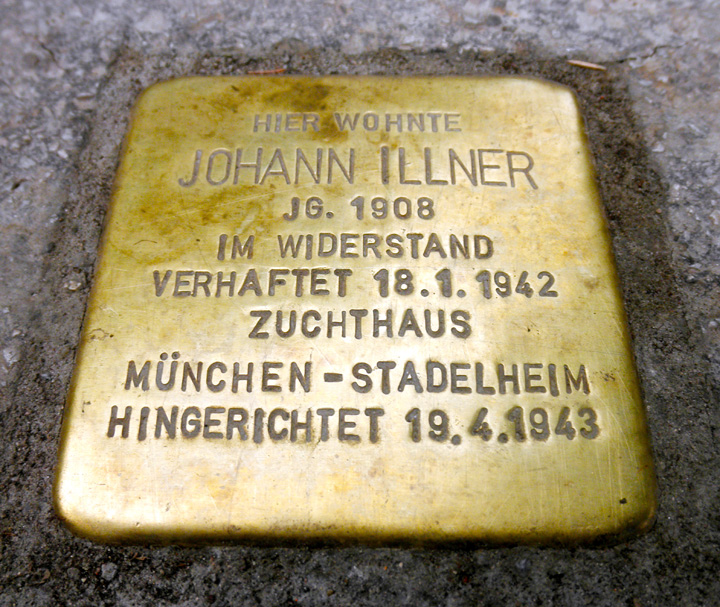 HIER WOHNTE
JOHANN ILLNER
JG. 1908
IM WIDERSTAND
VERHAFTET 18.1.1942
ZUCHTHAUS
MÜNCHEN-STADELHEIM
HINGERICHTET 19.4.1943